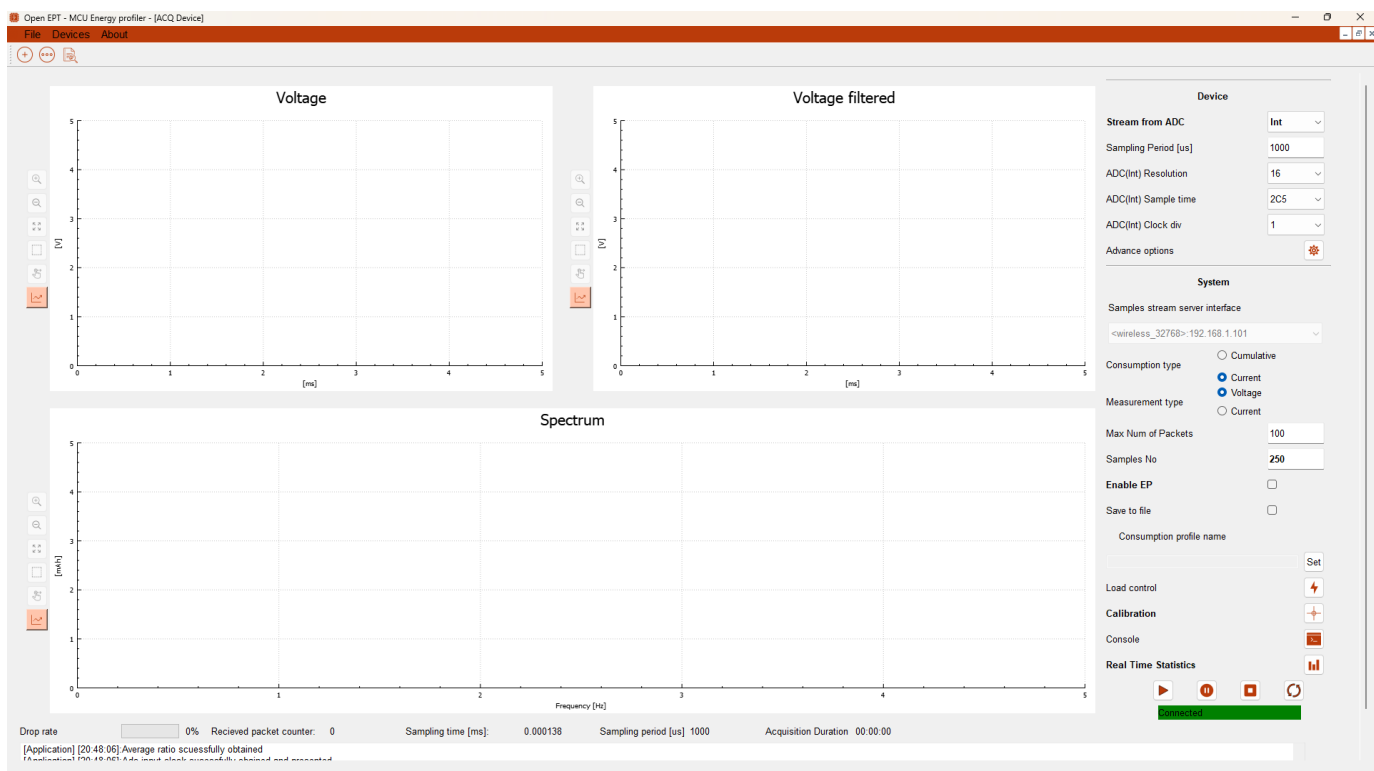 Open EPT - MCU Energy profiler - [ACQ Device]
File Devices About
Voltage
5
4
3
2
1
0
[V]
0 1 2 3 4 5
[ms]
Voltage filtered
5
4
3
2
1
0
[V]
0 1 2 3 4 5
[ms]
Spectrum
5
4
3
2
1
0
[mAh]
0 1 2 3 4 5
Frequency [Hz]
Device
Stream from ADC Int
Sampling Period [us] 1000
ADC(Int) Resolution 16
ADC(Int) Sample time 2C5
ADC(Int) Clock div 1
Advance options
System
Samples stream server interface
<wireless_32768>:192.168.1.101
Consumption type
Cumulative
Current
Measurement type
Voltage
Current
Max Num of Packets 100
Samples No 250
Enable EP
Save to file
Consumption profile name
Set
Load control
Calibration
Console
Real Time Statistics
Connected
Drop rate 0% Recieved packet counter: 0 Sampling time [ms]: 0.000138 Sampling period [us] 1000 Acquisition Duration 00:00:00
[Application] [20:48:06]:Average ratio scuessfully obtained